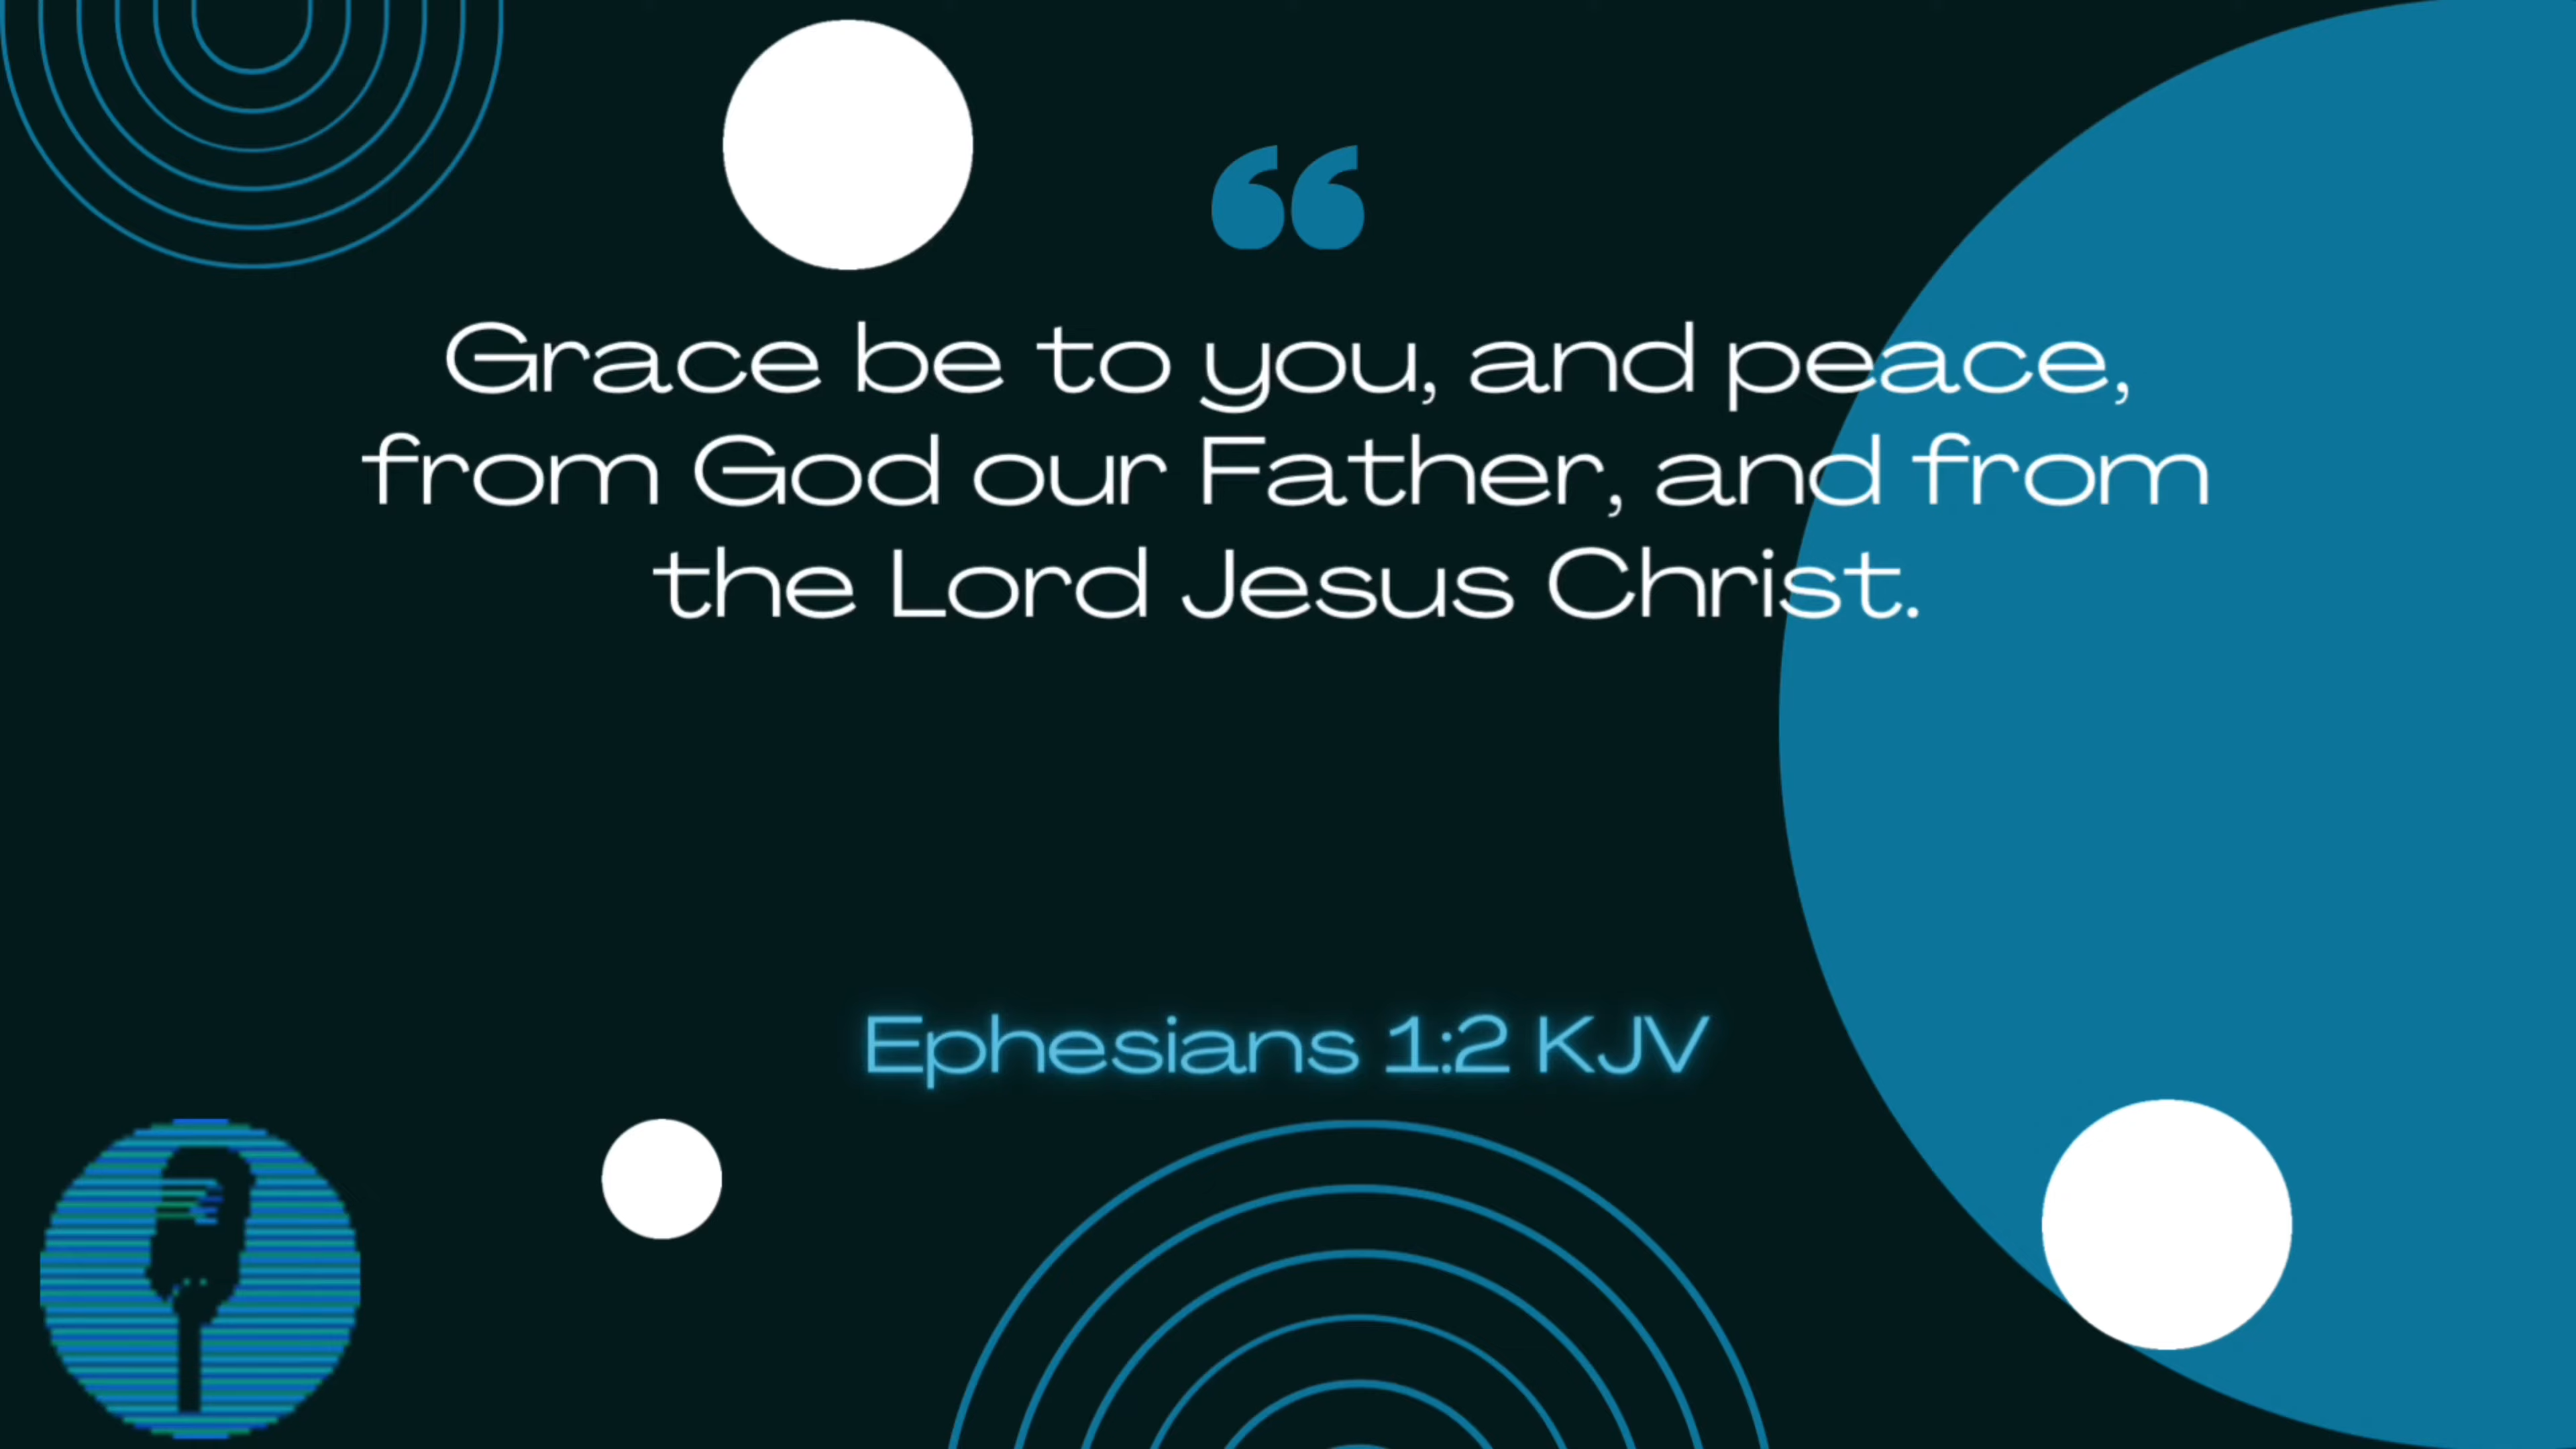 “
Grace be to you, and peace,
from God our Father, and from
the Lord Jesus Christ.
Ephesians 1:2 KJV